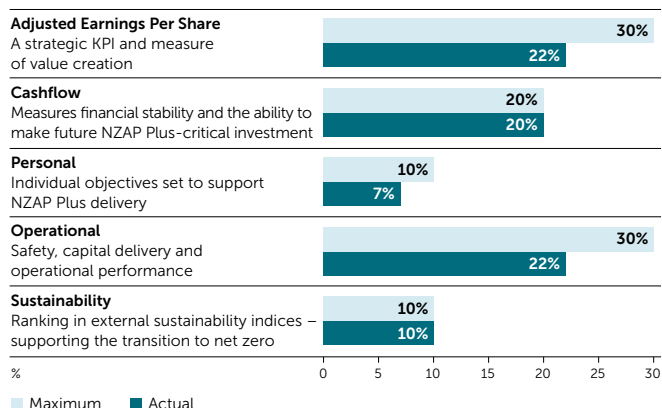 Adjusted Earnings Per Share
A strategic KPI and measure
of value creation
30%
22%
Cashflow
Measures financial stability and the ability to
make future NZAP Plus-critical investment
20%
20%
Personal
Individual objectives set to support
NZAP Plus delivery
10%
7%
Operational
Safety, capital delivery and
operational performance
30%
22%
Sustainability
Ranking in external sustainability indices –
supporting the transition to net zero
10%
10%
% 0 5 10 15 20 25 30
Maximum Actual